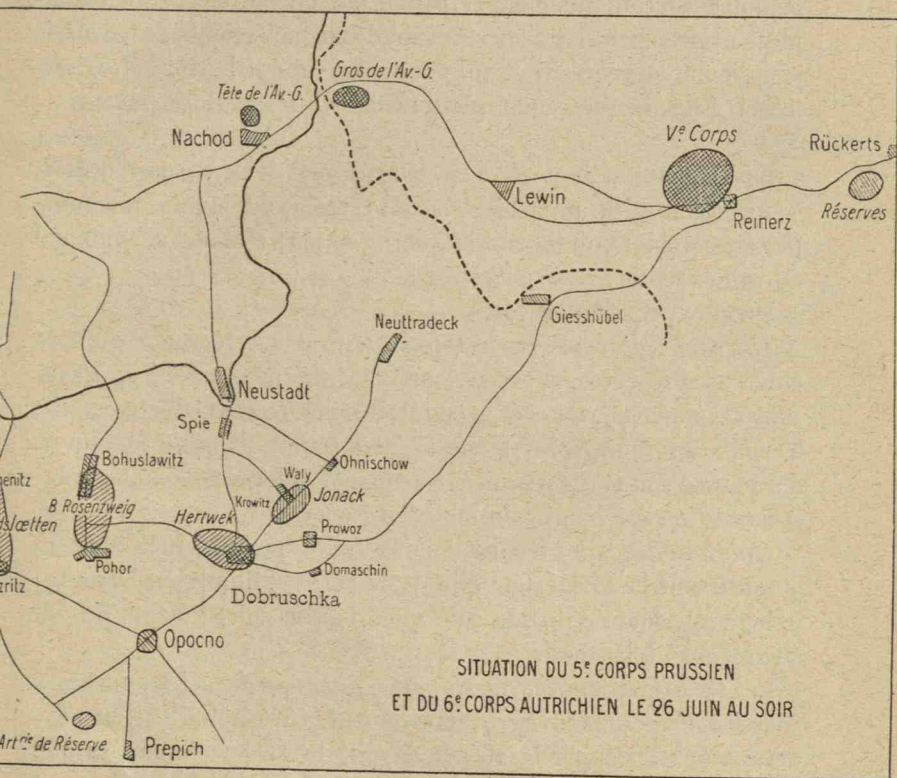 Tête de l'Av.-G.
Gros de l'Av.-G.
Nachod
Vᵉ Corps
Rückerts
Lewin
Réserves
Reinerz
Giesshübel
Neuttradeck
Neustadt
Spie
Bohuslawitz
Ohnischow
Waly
Krowitz
Jonack
B Rosenzweig
Hertwek
Prowoz
Pohor
Domaschin
Dobruschka
Opocno
SITUATION DU 5ᵉ CORPS PRUSSIEN
ET DU 6ᵉ CORPS AUTRICHIEN LE 26 JUIN AU SOIR
Artʳⁱᵉ de Réserve
Prepich